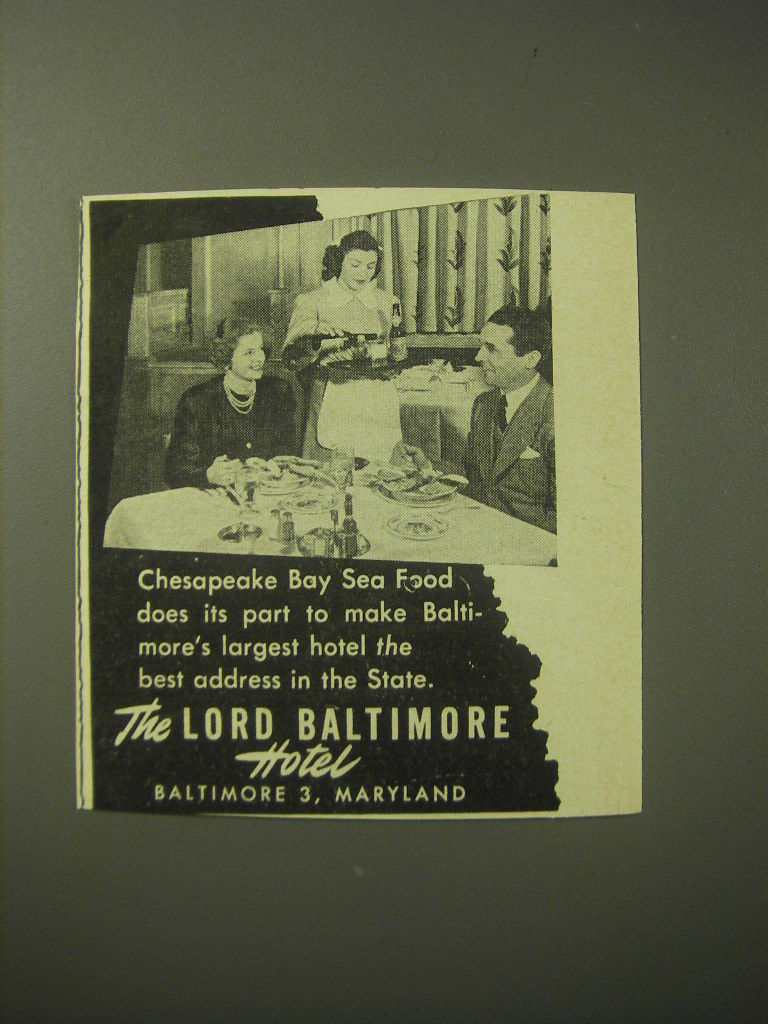 Chesapeake Bay Sea Food
does its part to make Balti-
more's largest hotel the
best address in the State.
The LORD BALTIMORE
Hotel
BALTIMORE 3, MARYLAND